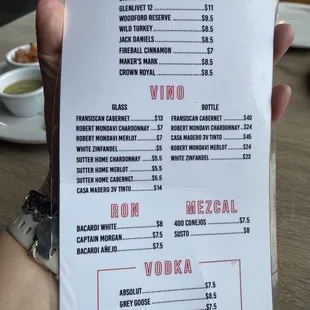 GLENLIVET 12 $11
WOODFORD RESERVE $9.5
WILD TURKEY $8.5
JACK DANIELS $8.5
FIREBALL CINNAMON $7
MAKER'S MARK $8.5
CROWN ROYAL $8.5
VINO
GLASS
FRANSISCAN CABERNET $13
ROBERT MONDAVI CHARDONNAY $7
ROBERT MONDAVI MERLOT $7
WHITE ZINFANDEL $5
SUTTER HOME CHARDONNAY $5.5
SUTTER HOME MERLOT $5.5
SUTTER HOME CABERNET $5.5
CASA MADERO 3V TINTO $14
BOTTLE
FRANSISCAN CABERNET $40
ROBERT MONDAVI CHARDONNAY $24
CASA MADERO 3V TINTO $45
ROBERT MONDAVI MERLOT $24
WHITE ZINFANDEL $23
RON
BACARDI WHITE $8
CAPTAIN MORGAN $7.5
BACARDI AÑEJO $7.5
MEZCAL
400 CONEJOS $7.5
SUSTO $8
VODKA
ABSOLUT $7.5
GREY GOOSE $8.5
$7.5